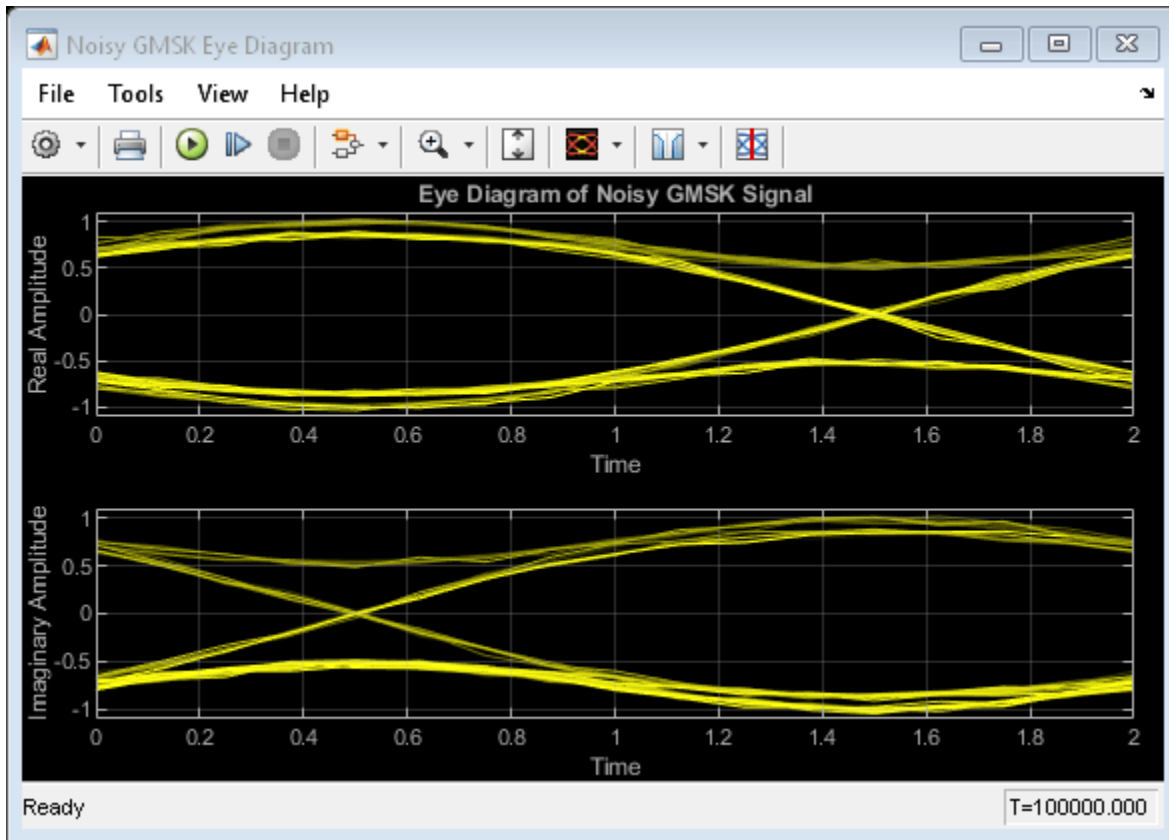 Noisy GMSK Eye Diagram
File Tools View Help
Eye Diagram of Noisy GMSK Signal
Real Amplitude
1
0.5
0
-0.5
-1
0 0.2 0.4 0.6 0.8 1 1.2 1.4 1.6 1.8 2
Time
Imaginary Amplitude
1
0.5
0
-0.5
-1
0 0.2 0.4 0.6 0.8 1 1.2 1.4 1.6 1.8 2
Time
Ready T=100000.000